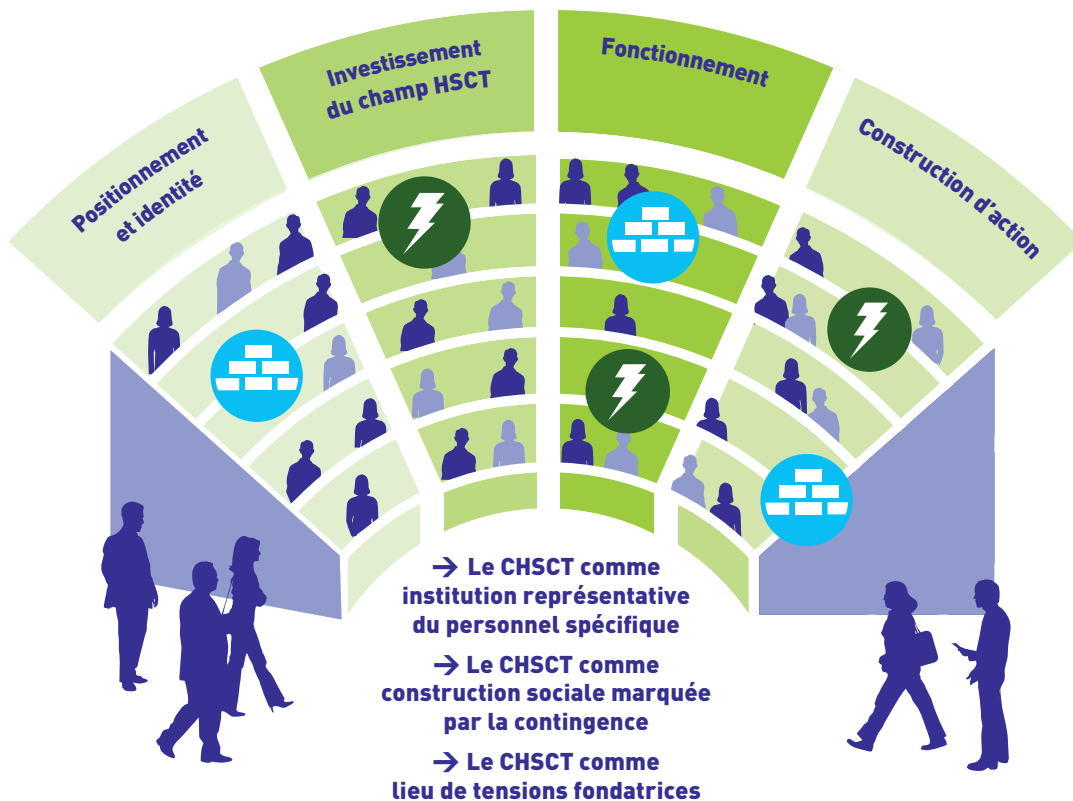 Positionnement
et identité
Investissement
du champ HSCT
Fonctionnement
Construction d'action
→ Le CHSCT comme
institution représentative
du personnel spécifique
→ Le CHSCT comme
construction sociale marquée
par la contingence
→ Le CHSCT comme
lieu de tensions fondatrices